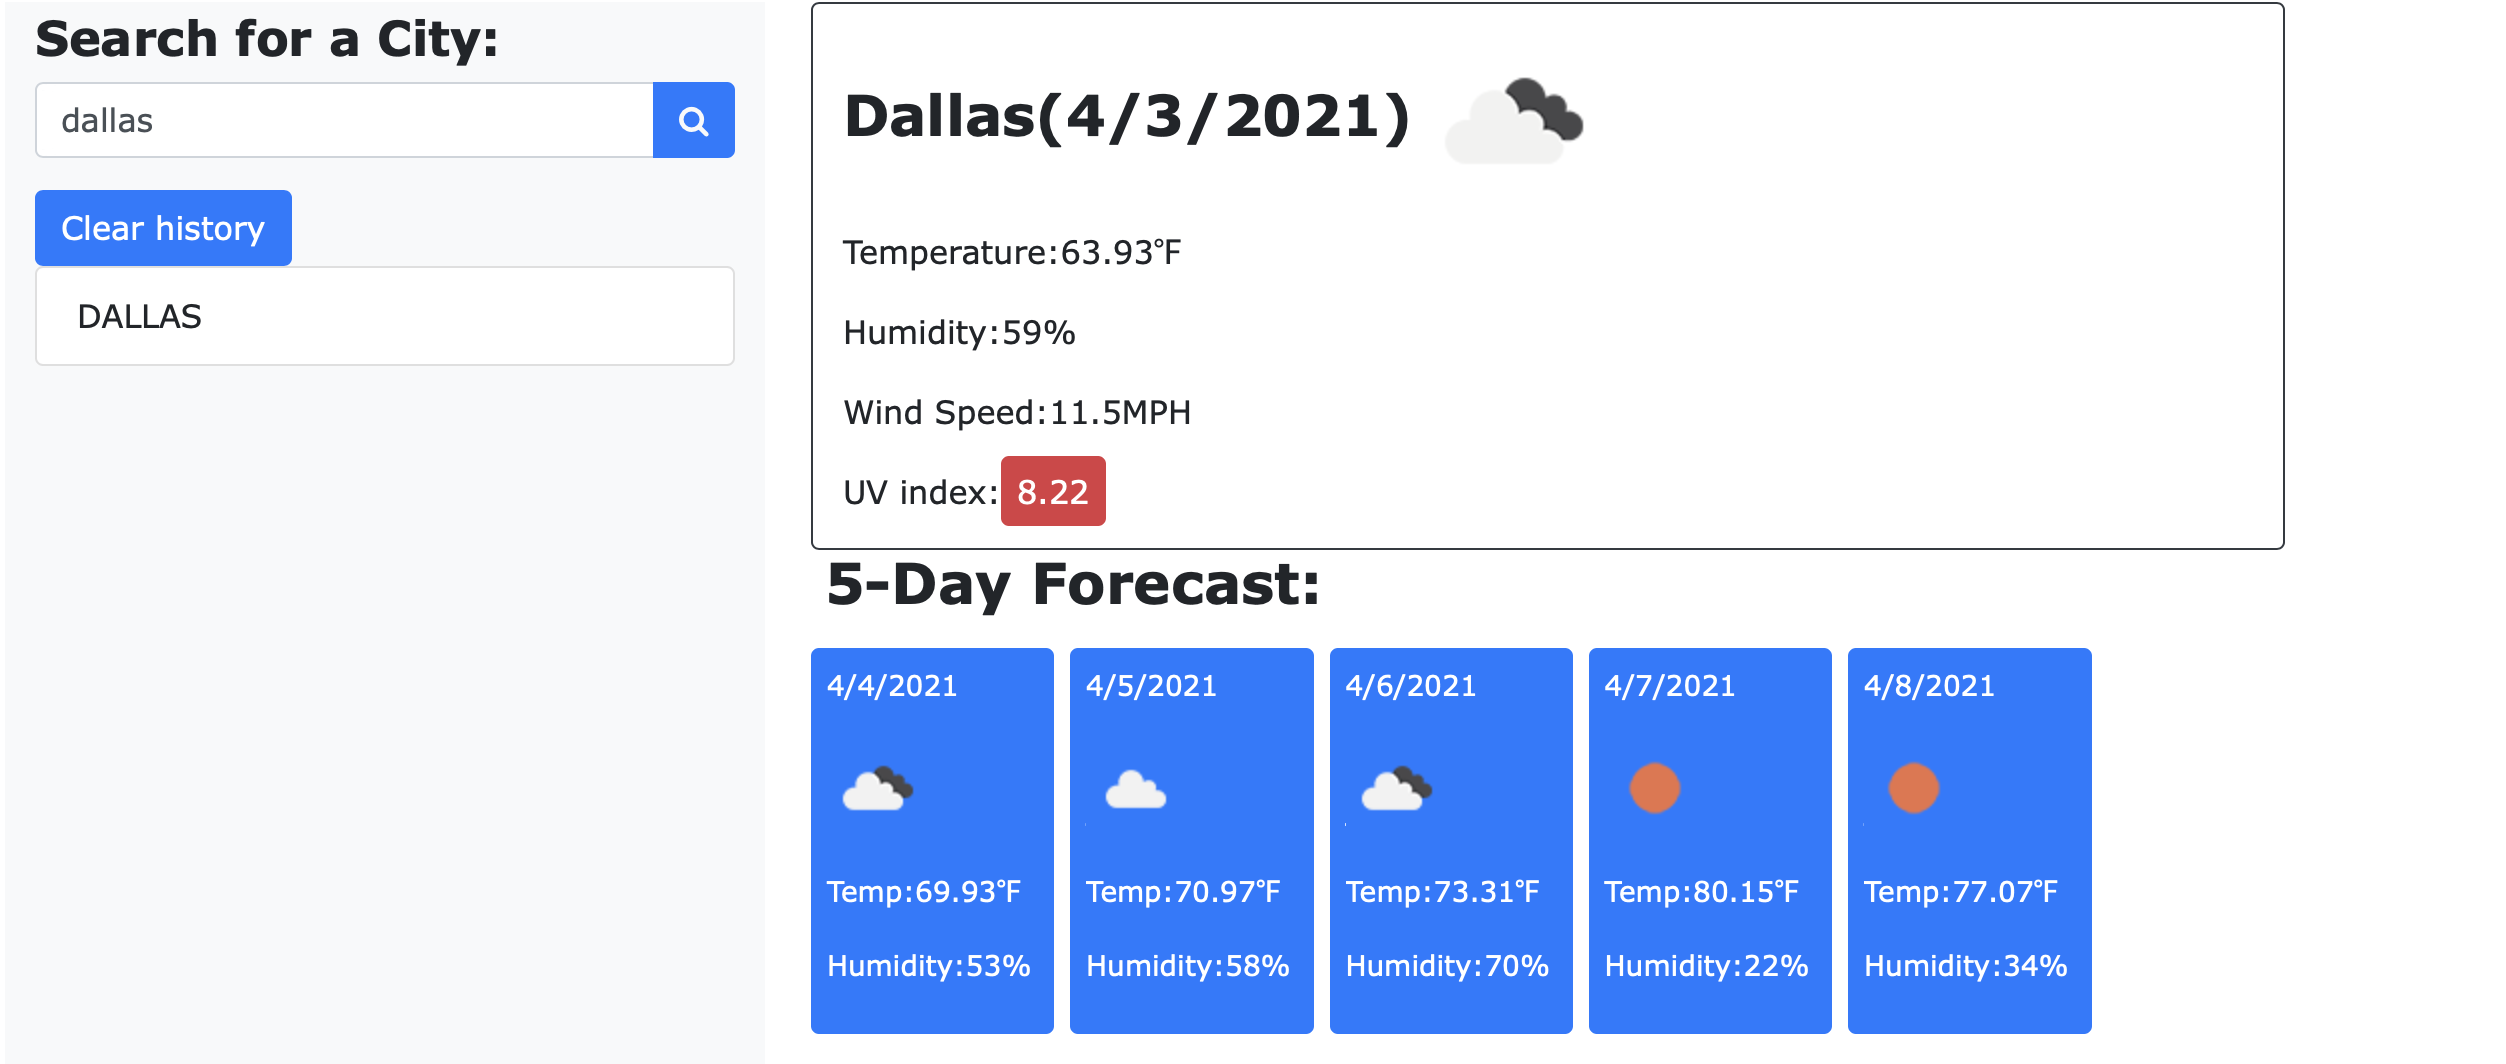 Search for a City:
dallas
Clear history
DALLAS
Dallas(4/3/2021)
Temperature:63.93°F
Humidity:59%
Wind Speed:11.5MPH
UV index: 8.22
5-Day Forecast:
4/4/2021
Temp:69.93°F
Humidity:53%
4/5/2021
Temp:70.97°F
Humidity:58%
4/6/2021
Temp:73.31°F
Humidity:70%
4/7/2021
Temp:80.15°F
Humidity:22%
4/8/2021
Temp:77.07°F
Humidity:34%